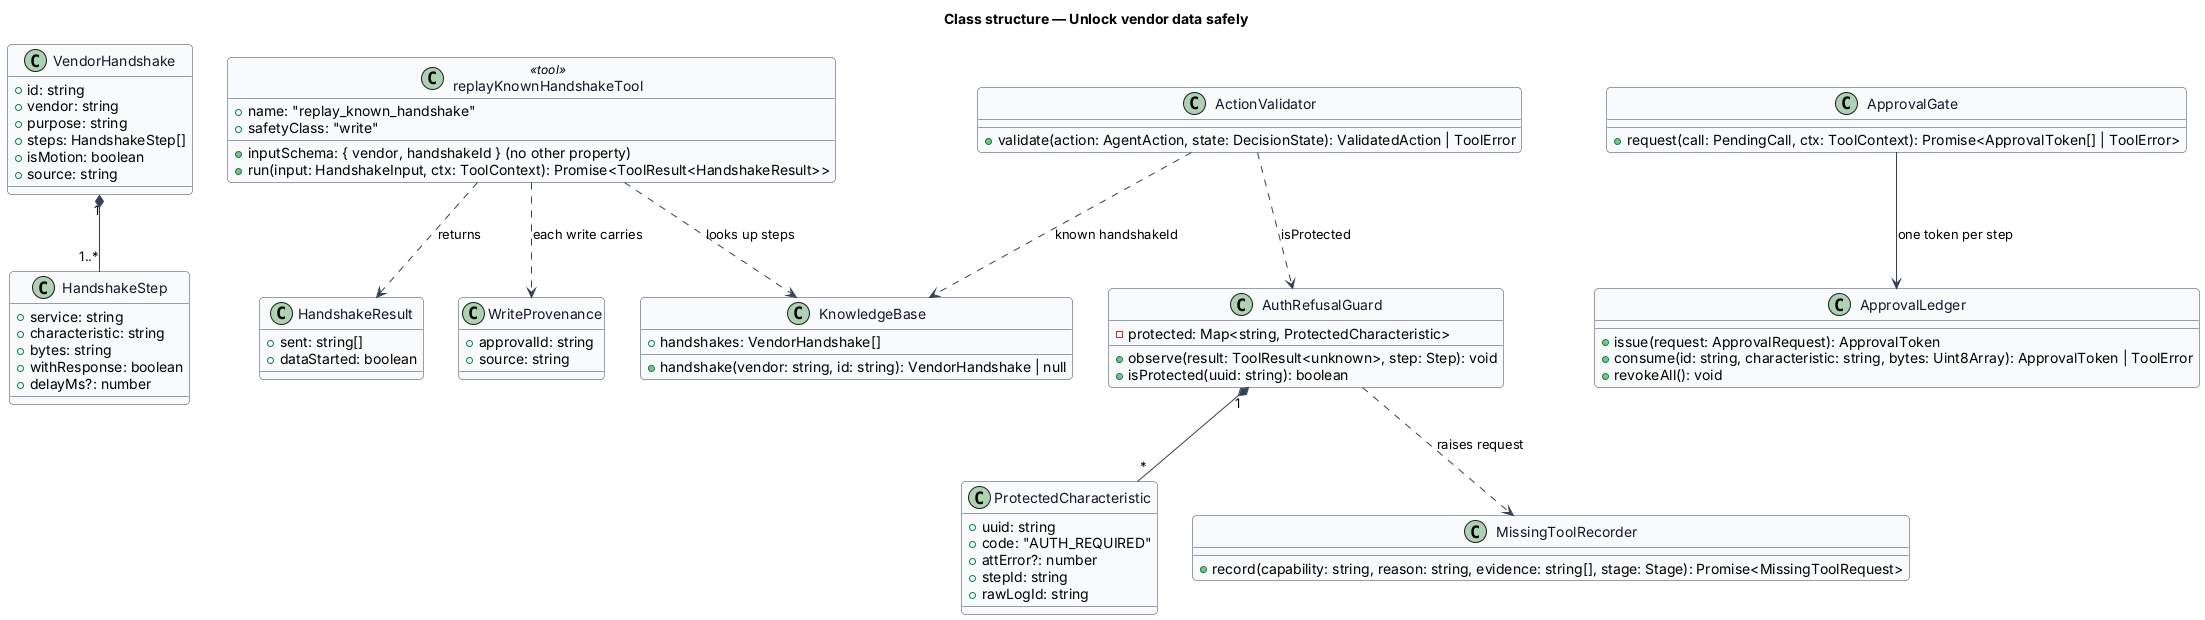 Class structure — Unlock vendor data safely
C VendorHandshake
id: string
vendor: string
purpose: string
steps: HandshakeStep[]
isMotion: boolean
source: string
1
1..*
C HandshakeStep
service: string
characteristic: string
bytes: string
withResponse: boolean
delayMs?: number
«tool»
C replayKnownHandshakeTool
name: "replay_known_handshake"
safetyClass: "write"
inputSchema: { vendor, handshakeId } (no other property)
run(input: HandshakeInput, ctx: ToolContext): Promise<ToolResult<HandshakeResult>>
returns
each write carries
looks up steps
C HandshakeResult
sent: string[]
dataStarted: boolean
C WriteProvenance
approvalId: string
source: string
C KnowledgeBase
handshakes: VendorHandshake[]
handshake(vendor: string, id: string): VendorHandshake | null
C ActionValidator
validate(action: AgentAction, state: DecisionState): ValidatedAction | ToolError
known handshakeId
isProtected
C AuthRefusalGuard
protected: Map<string, ProtectedCharacteristic>
observe(result: ToolResult<unknown>, step: Step): void
isProtected(uuid: string): boolean
1
*
raises request
C ProtectedCharacteristic
uuid: string
code: "AUTH_REQUIRED"
attError?: number
stepId: string
rawLogId: string
C MissingToolRecorder
record(capability: string, reason: string, evidence: string[], stage: Stage): Promise<MissingToolRequest>
C ApprovalGate
request(call: PendingCall, ctx: ToolContext): Promise<ApprovalToken[] | ToolError>
one token per step
C ApprovalLedger
issue(request: ApprovalRequest): ApprovalToken
consume(id: string, characteristic: string, bytes: Uint8Array): ApprovalToken | ToolError
revokeAll(): void